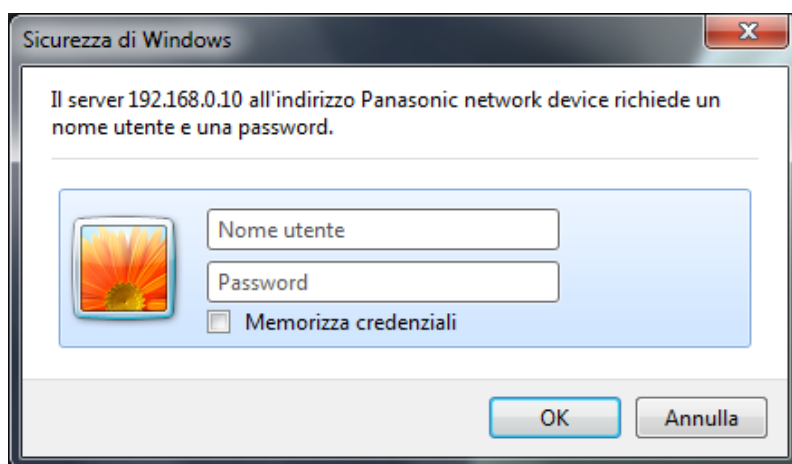 Sicurezza di Windows
Il server 192.168.0.10 all'indirizzo Panasonic network device richiede un
nome utente e una password.
Nome utente
Password
Memorizza credenziali
OK
Annulla